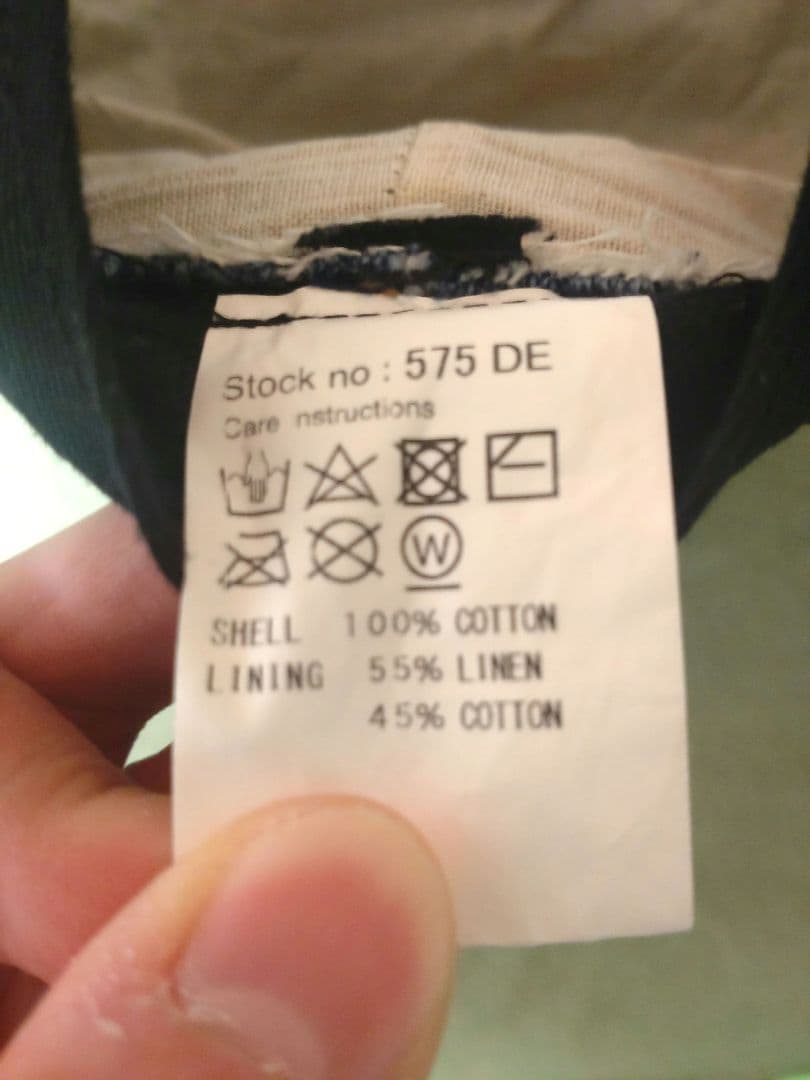 Stock no : 575 DE
Care nstructions
W
SHELL 100% COTTON
LINING 55% LINEN
45% COTTON